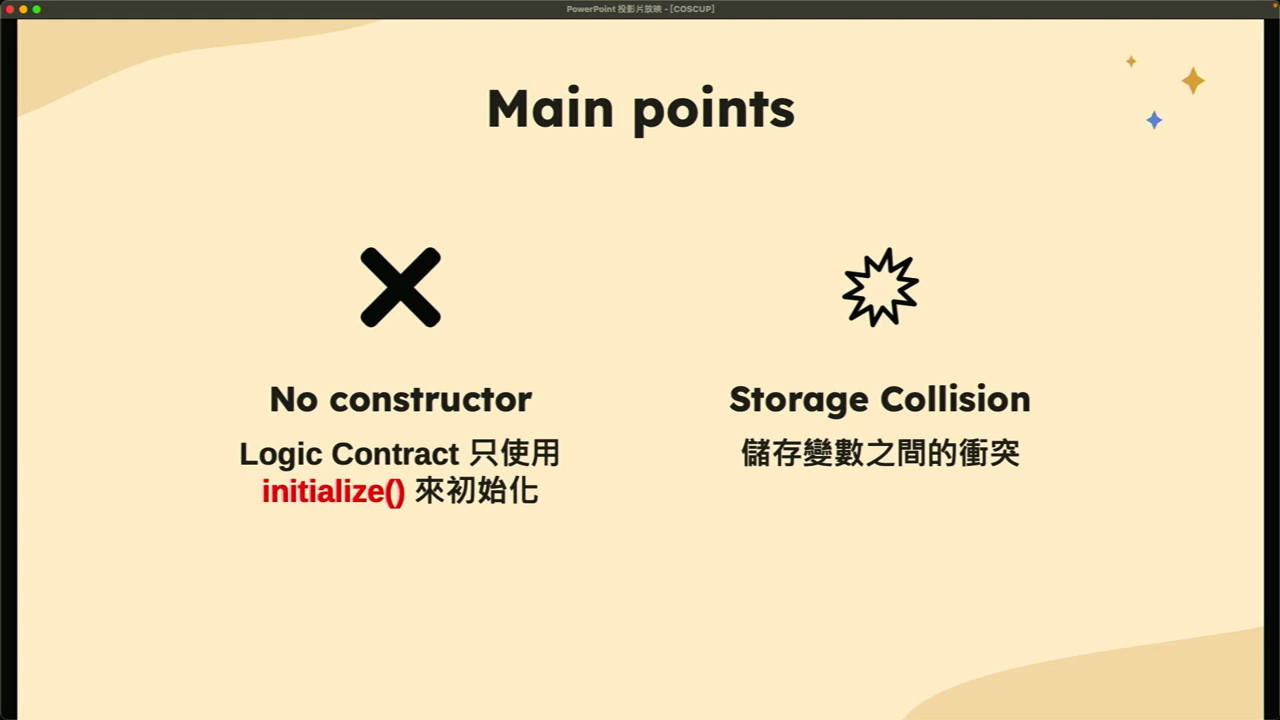 PowerPoint 投影片放映 - [COSCUP]
Main points
No constructor
Logic Contract 只使用
initialize() 來初始化
Storage Collision
儲存變數之間的衝突